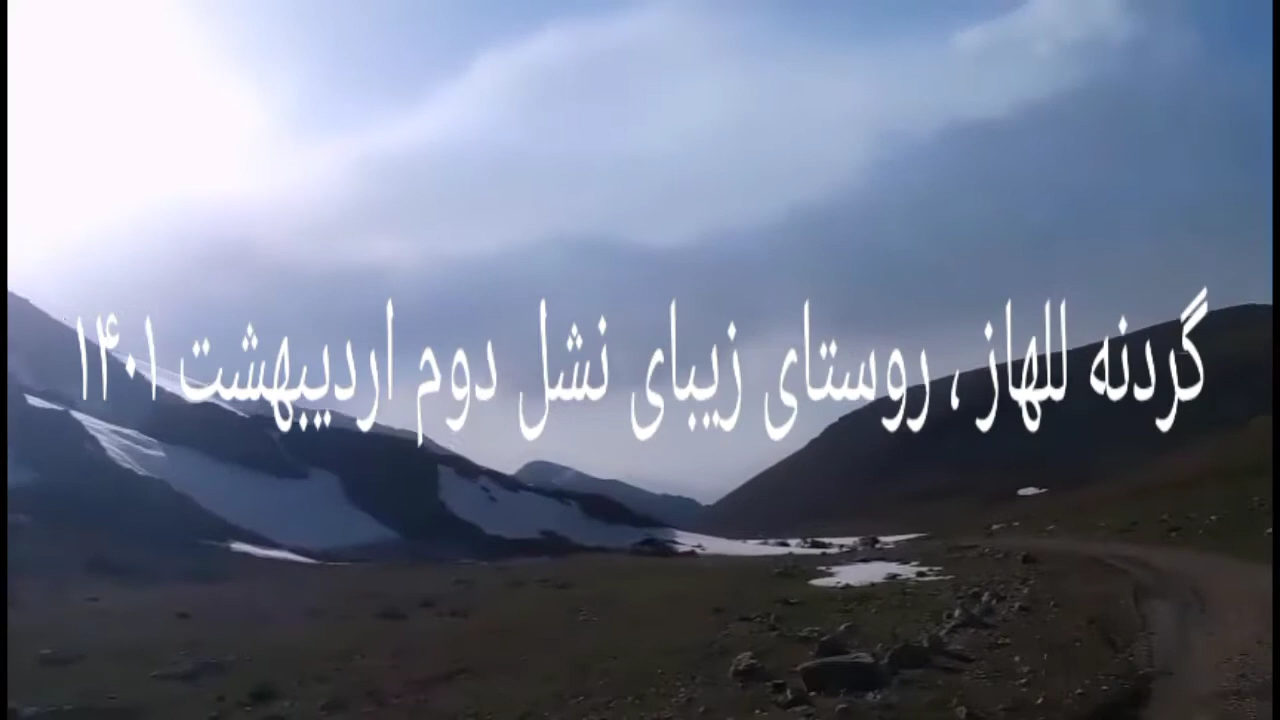 گردنه للهاز ، روستای زیبای نشل دوم اردیبهشت ۱۴۰۱